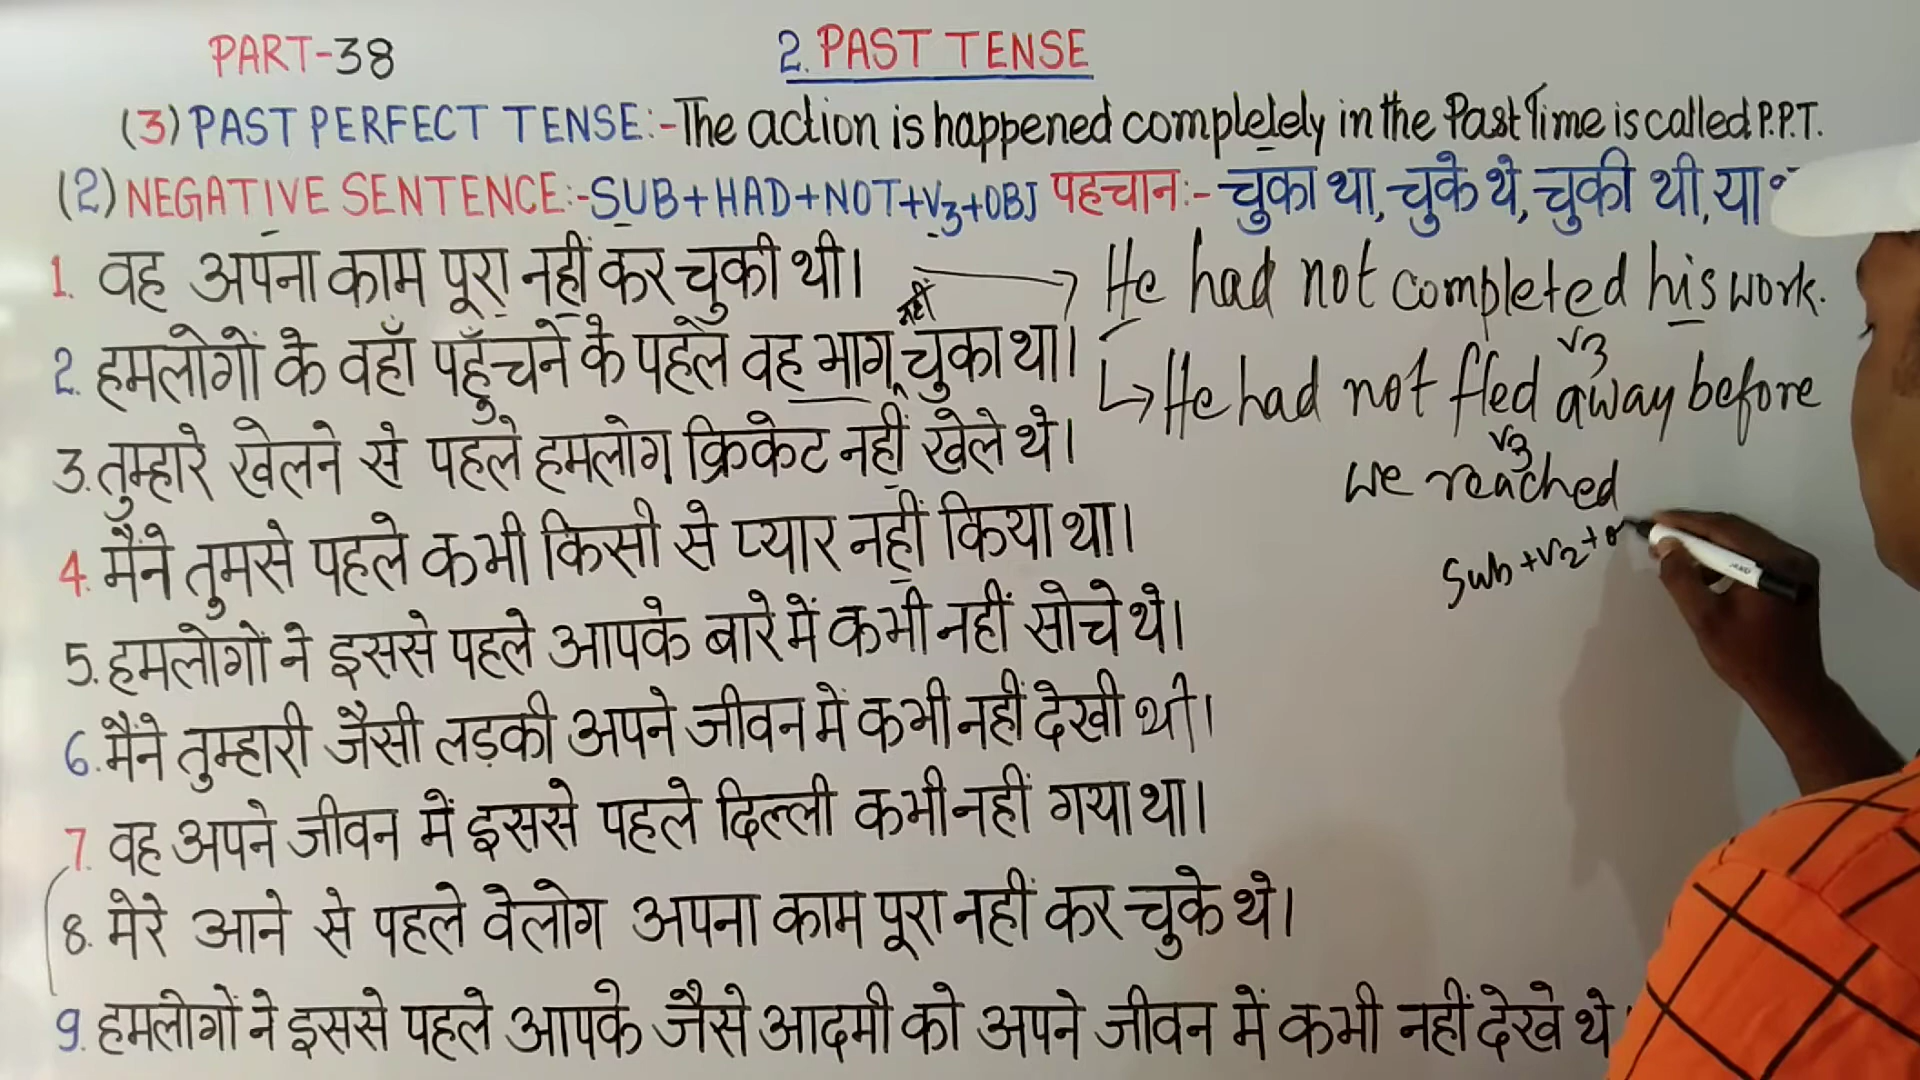 PART-38
2. PAST TENSE
(3) PAST PERFECT TENSE:- The action is happened completely in the Past Time is called P.P.T.
(2) NEGATIVE SENTENCE:- SUB+HAD+NOT+V3+OBJ पहचान:- चुका था, चुके थे, चुकी थी, या
1. वह अपना काम पूरा नहीं कर चुकी थी। → He had not completed his work.
नहीं
2. हमलोगों के वहाँ पहुँचने के पहले वह भाग चुका था।
V3
↳ He had not fled away before
3. तुम्हारे खेलने से पहले हमलोग क्रिकेट नहीं खेले थे।
V3
we reached
4. मैंने तुमसे पहले कभी किसी से प्यार नहीं किया था।
Sub+V2+o
5. हमलोगों ने इससे पहले आपके बारे में कभी नहीं सोचे थे।
6. मैंने तुम्हारी जैसी लड़की अपने जीवन में कभी नहीं देखी थी।
7. वह अपने जीवन में इससे पहले दिल्ली कभी नहीं गया था।
8. मेरे आने से पहले वेलोग अपना काम पूरा नहीं कर चुके थे।
9. हमलोगों ने इससे पहले आपके जैसे आदमी को अपने जीवन में कभी नहीं देखे थे